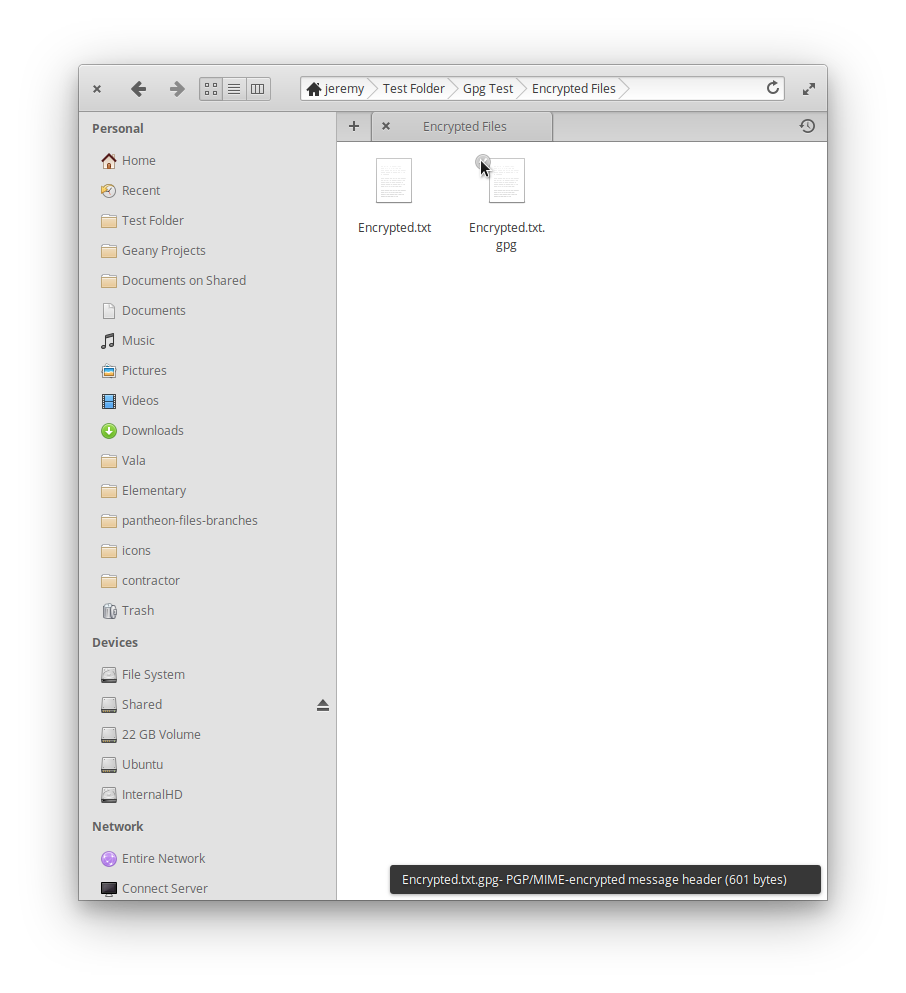 jeremy Test Folder Gpg Test Encrypted Files
Encrypted Files
Personal
Home
Recent
Test Folder
Geany Projects
Documents on Shared
Documents
Music
Pictures
Videos
Downloads
Vala
Elementary
pantheon-files-branches
icons
contractor
Trash
Devices
File System
Shared
22 GB Volume
Ubuntu
InternalHD
Network
Entire Network
Connect Server
Encrypted.txt
Encrypted.txt.
gpg
Encrypted.txt.gpg- PGP/MIME-encrypted message header (601 bytes)